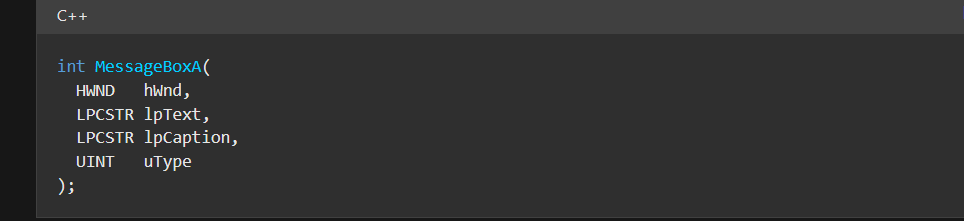 C++
int MessageBoxA(
  HWND   hWnd,
  LPCSTR lpText,
  LPCSTR lpCaption,
  UINT   uType
);